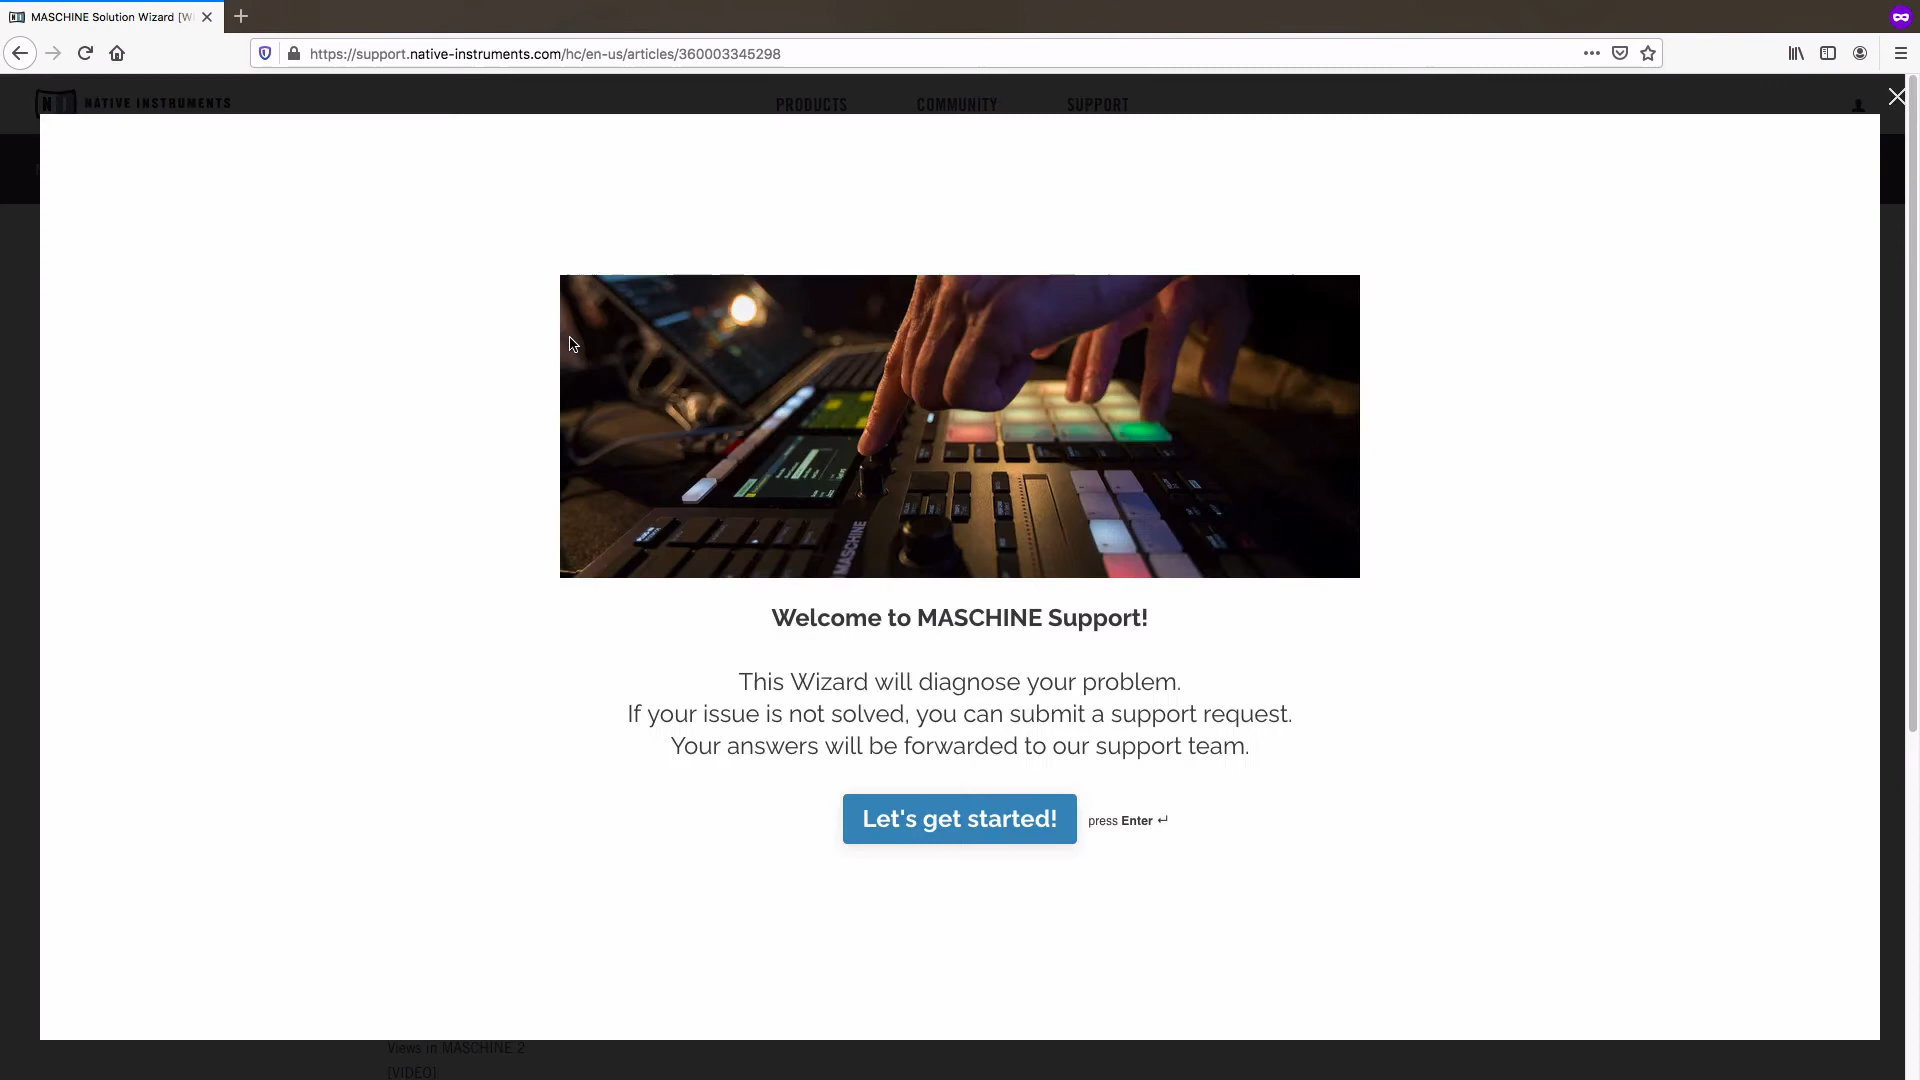 MASCHINE Solution Wizard [W
https://support.native-instruments.com/hc/en-us/articles/360003345298
NATIVE INSTRUMENTS
PRODUCTS
COMMUNITY
SUPPORT
MASCHINE
Welcome to MASCHINE Support!
This Wizard will diagnose your problem.
If your issue is not solved, you can submit a support request.
Your answers will be forwarded to our support team.
Let's get started!
press Enter ↵
Views in MASCHINE 2
[VIDEO]